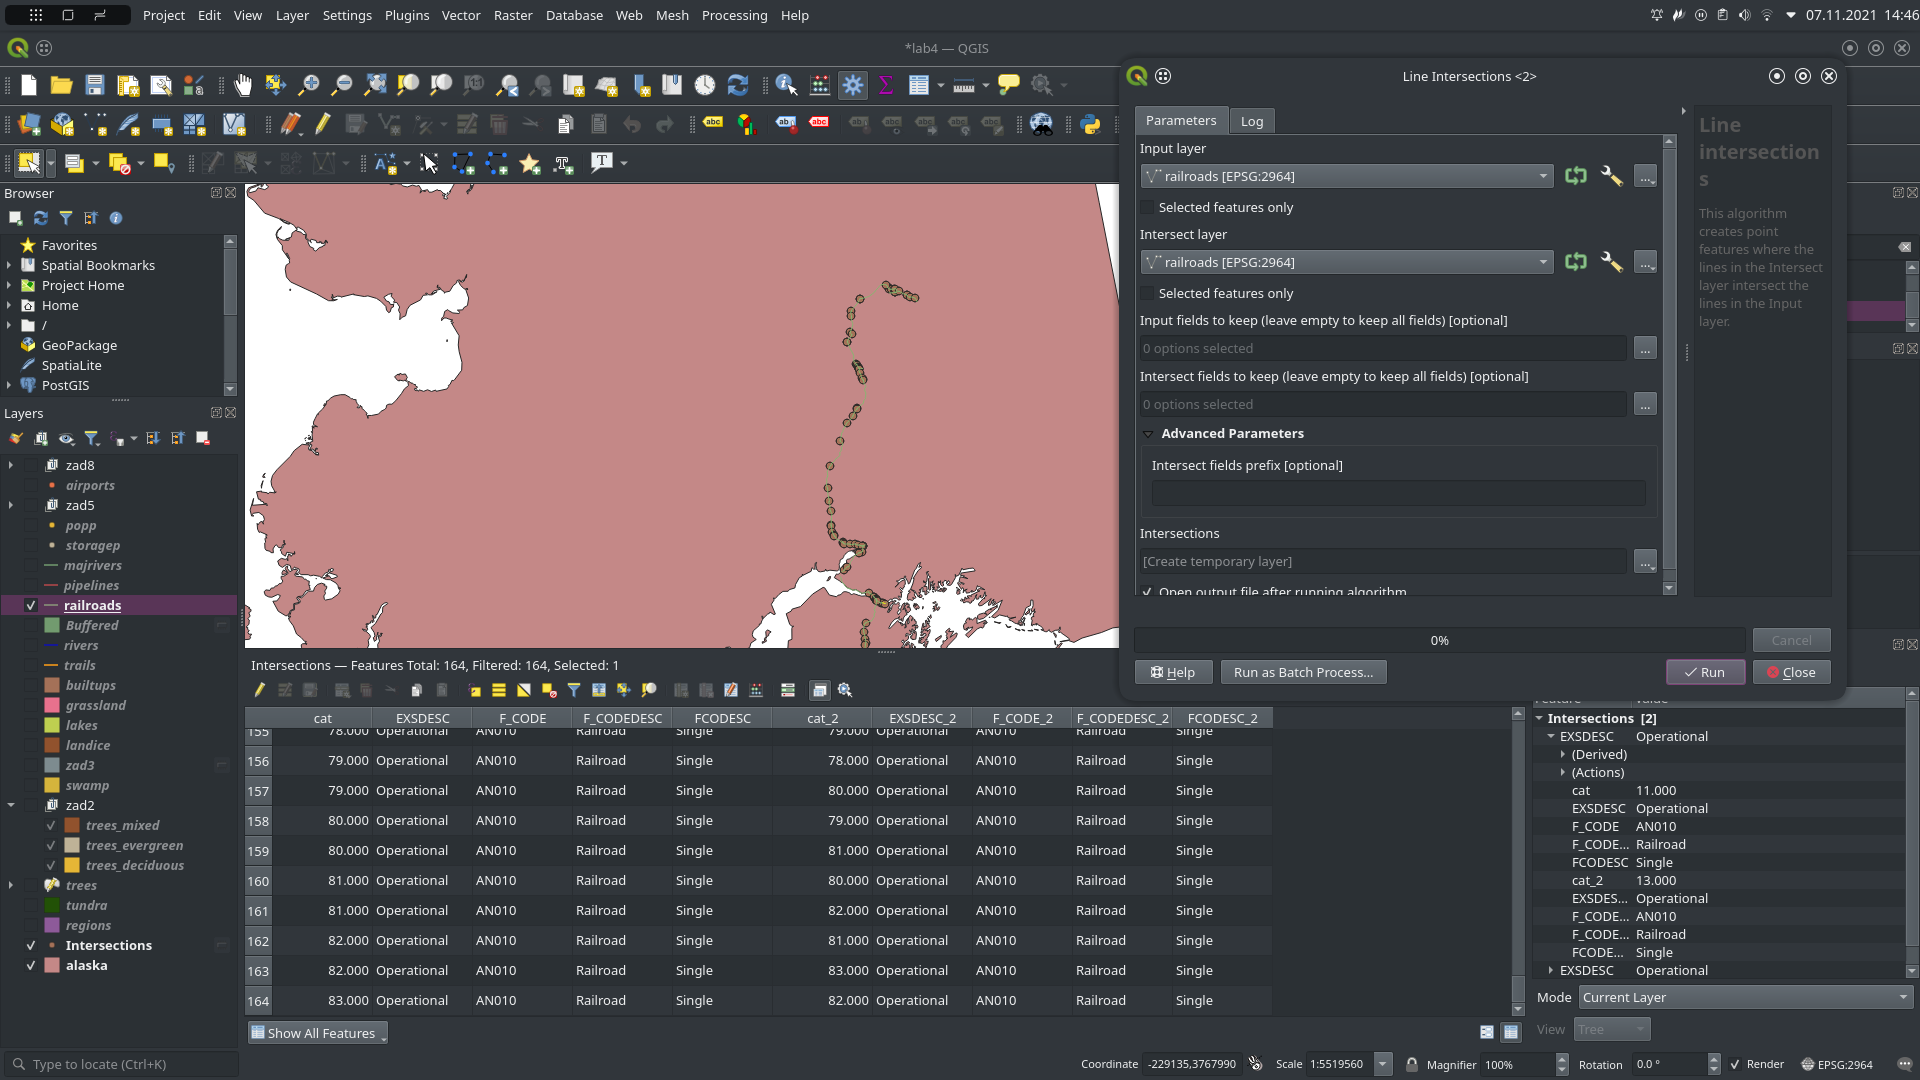 Project Edit View Layer Settings Plugins Vector Raster Database Web Mesh Processing Help
07.11.2021 14:46
*lab4 — QGIS
Browser
Favorites
Spatial Bookmarks
Project Home
Home
/
GeoPackage
SpatiaLite
PostGIS
Layers
zad8
airports
zad5
popp
storagep
majrivers
pipelines
railroads
Buffered
rivers
trails
builtups
grassland
lakes
landice
zad3
swamp
zad2
trees_mixed
trees_evergreen
trees_deciduous
trees
tundra
regions
Intersections
alaska
Type to locate (Ctrl+K)
Line Intersections <2>
Parameters Log
Input layer
railroads [EPSG:2964]
...
Selected features only
Intersect layer
railroads [EPSG:2964]
...
Selected features only
Input fields to keep (leave empty to keep all fields) [optional]
0 options selected
...
Intersect fields to keep (leave empty to keep all fields) [optional]
0 options selected
...
Advanced Parameters
Intersect fields prefix [optional]
Intersections
[Create temporary layer]
...
Open output file after running algorithm
0%
Cancel
Help Run as Batch Process... Run Close
Line
intersection
s
This algorithm
creates point
features where the
lines in the Intersect
layer intersect the
lines in the Input
layer.
Intersections — Features Total: 164, Filtered: 164, Selected: 1
cat EXSDESC F_CODE F_CODEDESC FCODESC cat_2 EXSDESC_2 F_CODE_2 F_CODEDESC_2 FCODESC_2
155 78.000 Operational AN010 Railroad Single 79.000 Operational AN010 Railroad Single
156 79.000 Operational AN010 Railroad Single 78.000 Operational AN010 Railroad Single
157 79.000 Operational AN010 Railroad Single 80.000 Operational AN010 Railroad Single
158 80.000 Operational AN010 Railroad Single 79.000 Operational AN010 Railroad Single
159 80.000 Operational AN010 Railroad Single 81.000 Operational AN010 Railroad Single
160 81.000 Operational AN010 Railroad Single 80.000 Operational AN010 Railroad Single
161 81.000 Operational AN010 Railroad Single 82.000 Operational AN010 Railroad Single
162 82.000 Operational AN010 Railroad Single 81.000 Operational AN010 Railroad Single
163 82.000 Operational AN010 Railroad Single 83.000 Operational AN010 Railroad Single
164 83.000 Operational AN010 Railroad Single 82.000 Operational AN010 Railroad Single
Show All Features
Feature Value
Intersections [2]
EXSDESC Operational
(Derived)
(Actions)
cat 11.000
EXSDESC Operational
F_CODE AN010
F_CODE... Railroad
FCODESC Single
cat_2 13.000
EXSDES... Operational
F_CODE... AN010
F_CODE... Railroad
FCODE... Single
EXSDESC Operational
Mode Current Layer
View Tree
Coordinate -229135,3767990 Scale 1:5519560 Magnifier 100% Rotation 0.0 ° Render EPSG:2964